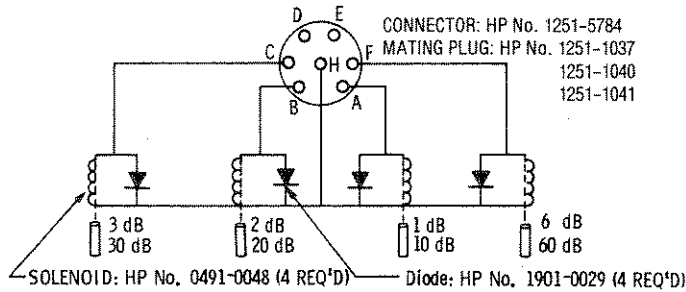 D E
C H F
B A
CONNECTOR: HP No. 1251-5784
MATING PLUG: HP No. 1251-1037
1251-1040
1251-1041
3 dB
30 dB
2 dB
20 dB
1 dB
10 dB
6 dB
60 dB
SOLENOID: HP No. 0491-0048 (4 REQ'D)
Diode: HP No. 1901-0029 (4 REQ'D)